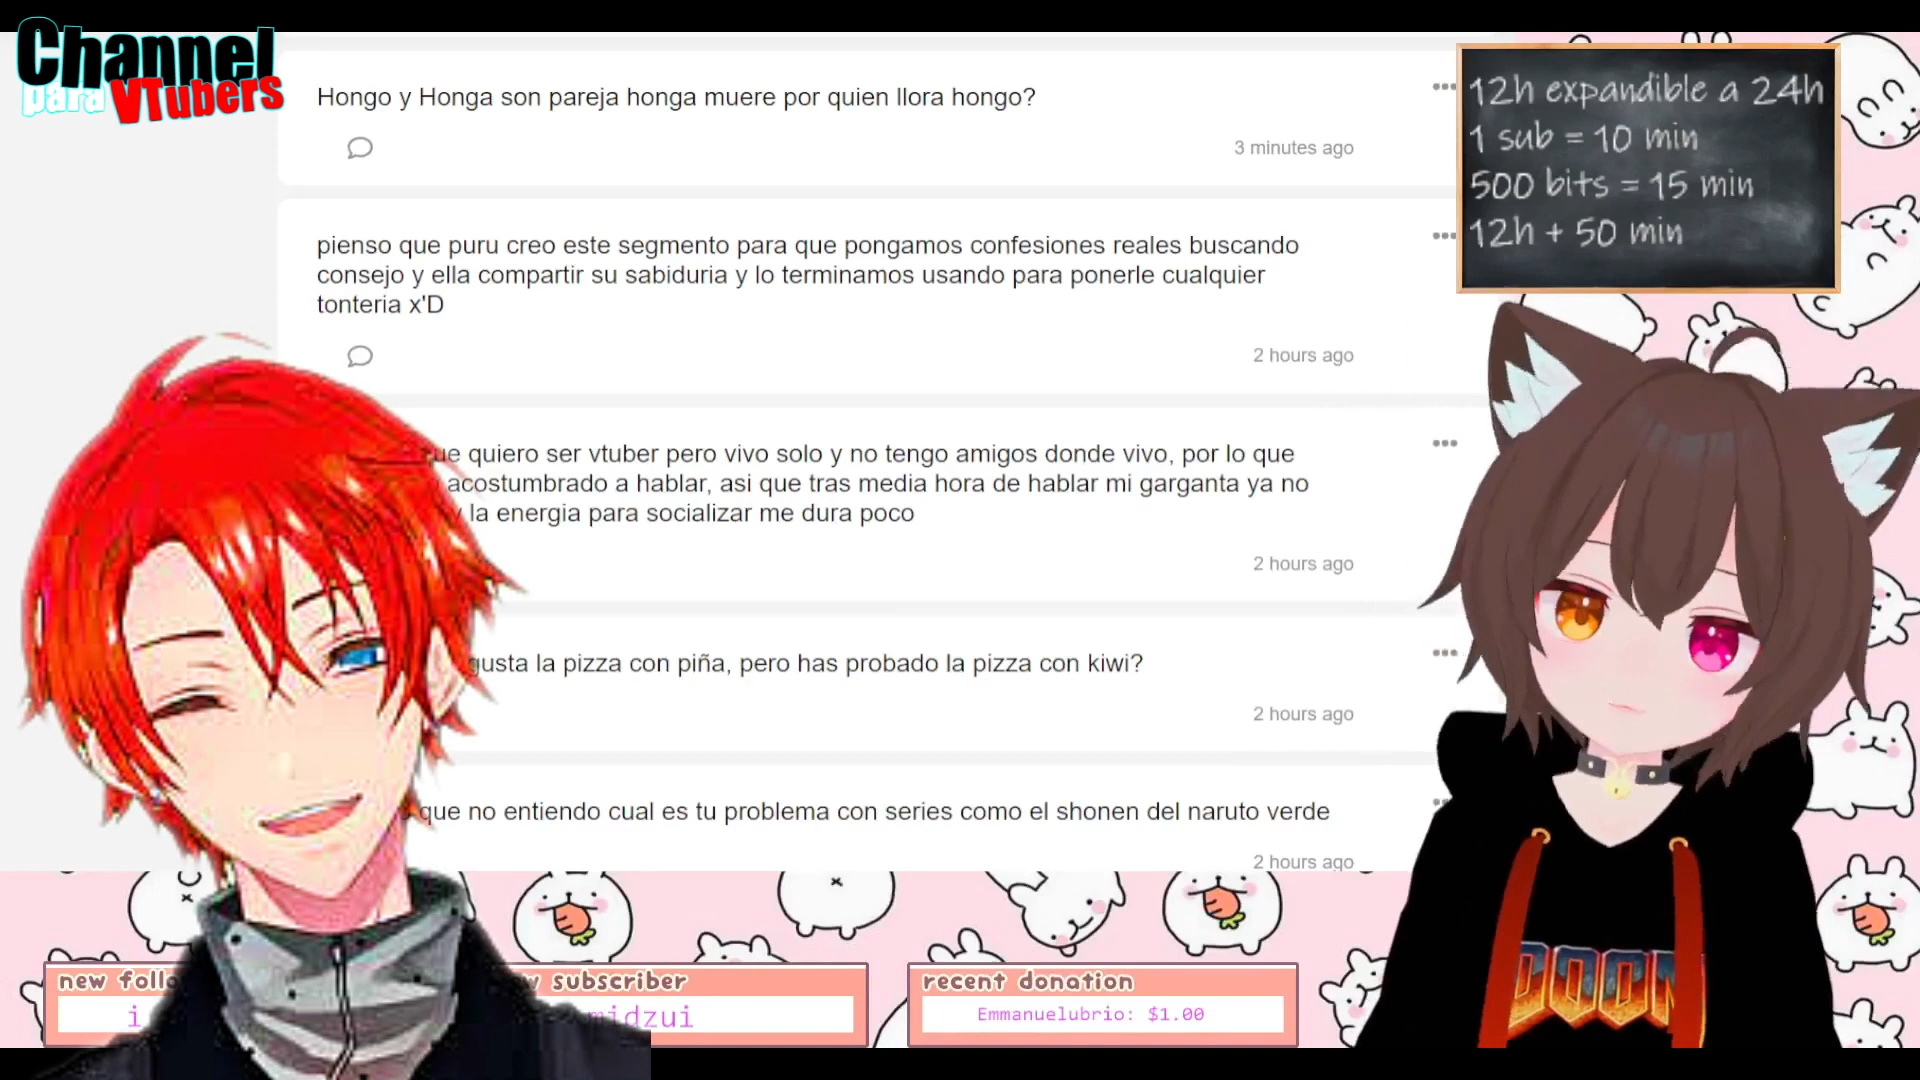 Channel
para VTubers
Hongo y Honga son pareja honga muere por quien llora hongo?
3 minutes ago
12h expandible a 24h
1 sub = 10 min
500 bits = 15 min
12h + 50 min
pienso que puru creo este segmento para que pongamos confesiones reales buscando
consejo y ella compartir su sabiduria y lo terminamos usando para ponerle cualquier
tonteria x'D
2 hours ago
quiero ser vtuber pero vivo solo y no tengo amigos donde vivo, por lo que
acostumbrado a hablar, asi que tras media hora de hablar mi garganta ya no
la energia para socializar me dura poco
2 hours ago
gusta la pizza con piña, pero has probado la pizza con kiwi?
2 hours ago
que no entiendo cual es tu problema con series como el shonen del naruto verde
2 hours ago
new follo
subscriber
midzui
recent donation
Emmanuelubrio: $1.00
DOOM